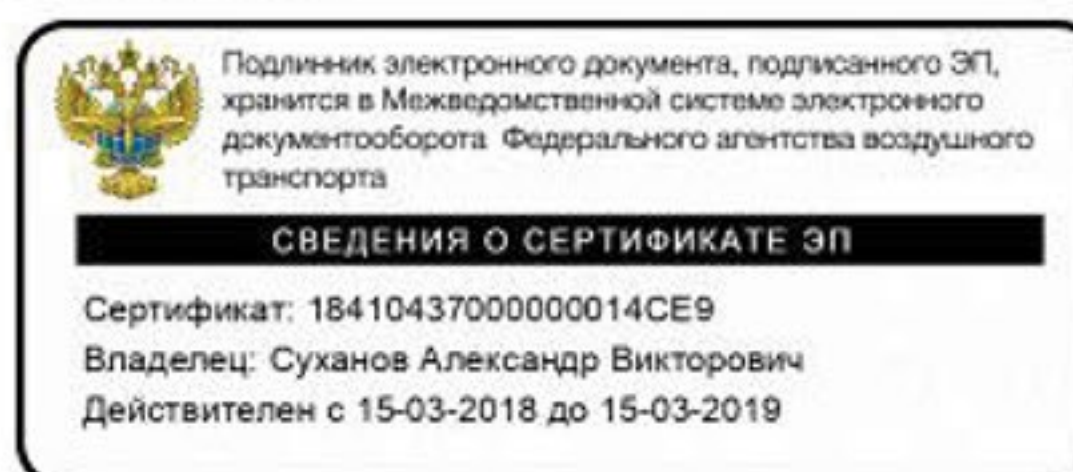 Подлинник электронного документа, подписанного ЭП,
хранится в Межведомственной системе электронного
документооборота Федерального агентства воздушного
транспорта
СВЕДЕНИЯ О СЕРТИФИКАТЕ ЭП
Сертификат: 18410437000000014CE9
Владелец: Суханов Александр Викторович
Действителен с 15-03-2018 до 15-03-2019